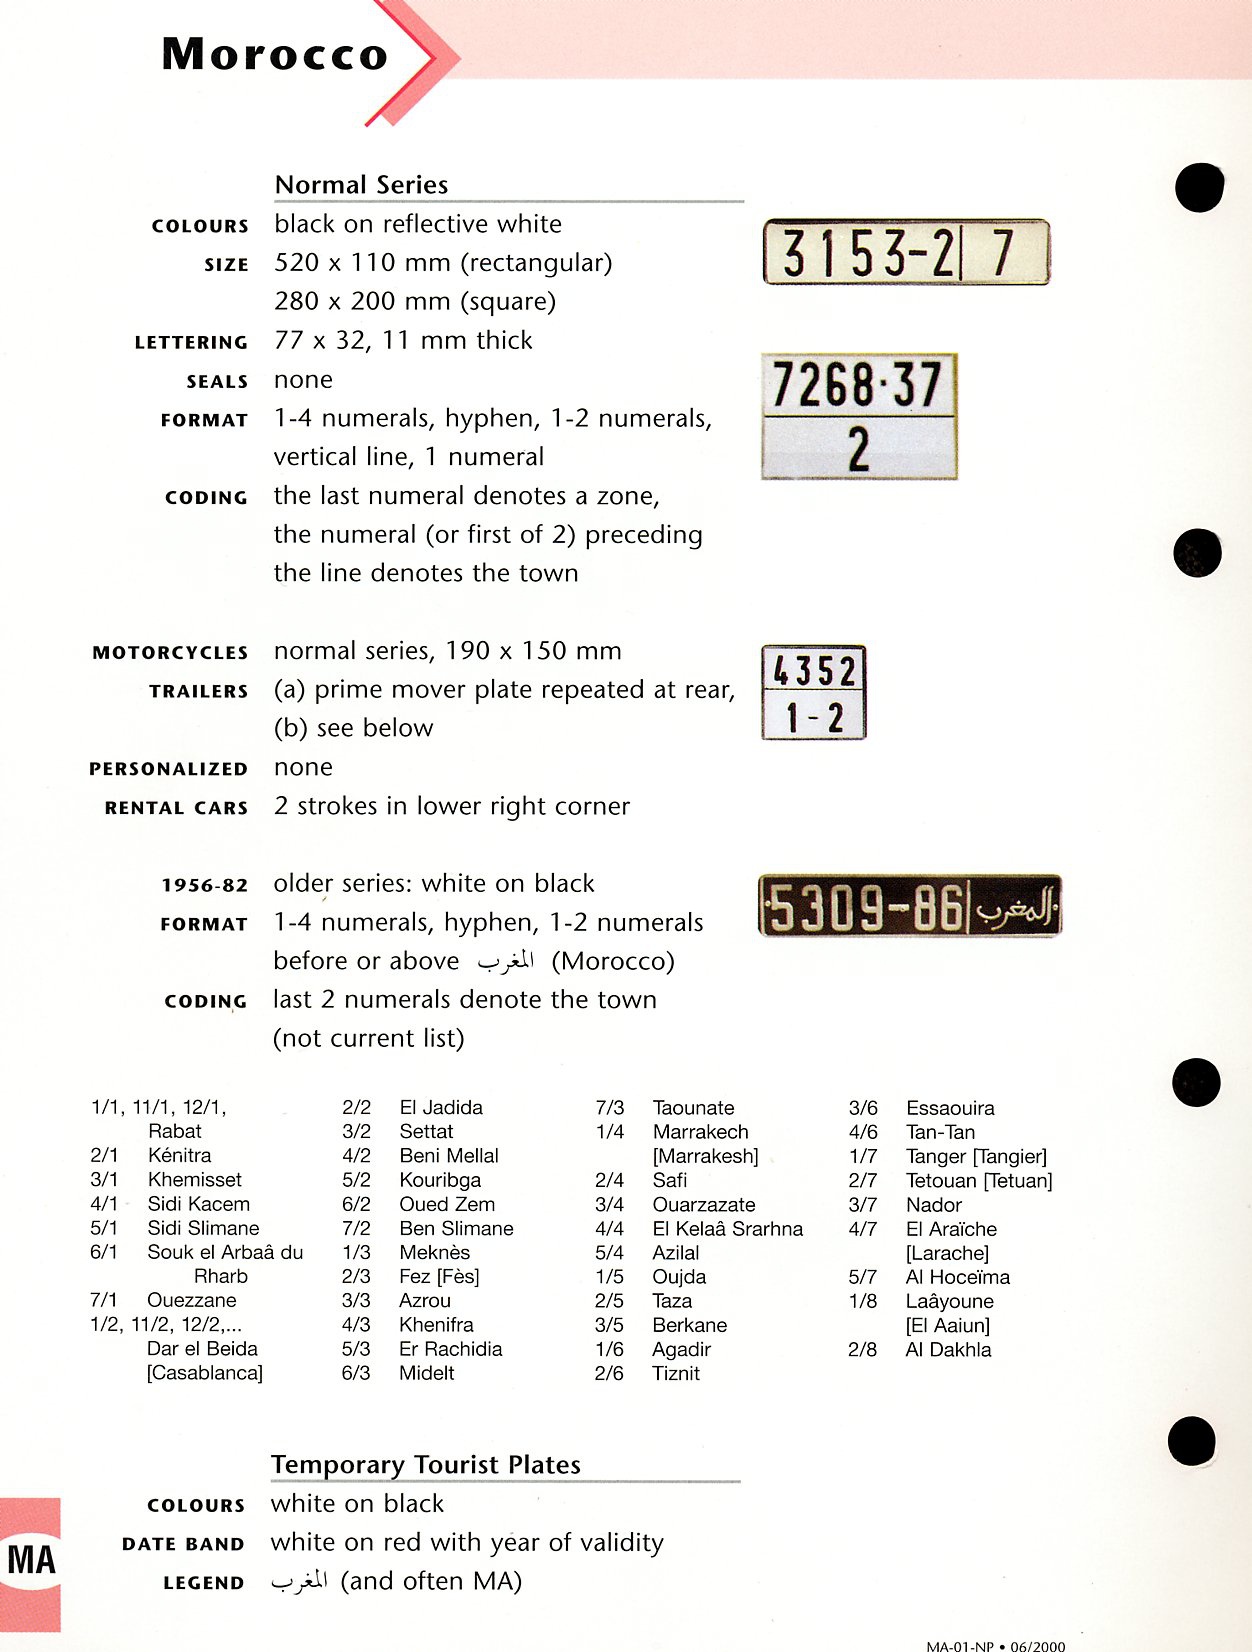 Morocco
Normal Series
COLOURS black on reflective white
SIZE 520 x 110 mm (rectangular)
280 x 200 mm (square)
LETTERING 77 x 32, 11 mm thick
SEALS none
FORMAT 1-4 numerals, hyphen, 1-2 numerals,
vertical line, 1 numeral
CODING the last numeral denotes a zone,
the numeral (or first of 2) preceding
the line denotes the town
3153-2| 7
7268·37
2
MOTORCYCLES normal series, 190 x 150 mm
TRAILERS (a) prime mover plate repeated at rear,
(b) see below
PERSONALIZED none
RENTAL CARS 2 strokes in lower right corner
4352
1-2
1956-82 older series: white on black
FORMAT 1-4 numerals, hyphen, 1-2 numerals
before or above المغرب (Morocco)
CODING last 2 numerals denote the town
(not current list)
5309-86| المغرب
1/1, 11/1, 12/1,
Rabat
2/1 Kénitra
3/1 Khemisset
4/1 Sidi Kacem
5/1 Sidi Slimane
6/1 Souk el Arbaâ du
Rharb
7/1 Ouezzane
1/2, 11/2, 12/2,...
Dar el Beida
[Casablanca]
2/2 El Jadida
3/2 Settat
4/2 Beni Mellal
5/2 Kouribga
6/2 Oued Zem
7/2 Ben Slimane
1/3 Meknès
2/3 Fez [Fès]
3/3 Azrou
4/3 Khenifra
5/3 Er Rachidia
6/3 Midelt
7/3 Taounate
1/4 Marrakech
[Marrakesh]
2/4 Safi
3/4 Ouarzazate
4/4 El Kelaâ Srarhna
5/4 Azilal
1/5 Oujda
2/5 Taza
3/5 Berkane
1/6 Agadir
2/6 Tiznit
3/6 Essaouira
4/6 Tan-Tan
1/7 Tanger [Tangier]
2/7 Tetouan [Tetuan]
3/7 Nador
4/7 El Araïche
[Larache]
5/7 Al Hoceïma
1/8 Laâyoune
[El Aaiun]
2/8 Al Dakhla
Temporary Tourist Plates
COLOURS white on black
DATE BAND white on red with year of validity
LEGEND المغرب (and often MA)
MA
MA-01-NP • 06/2000